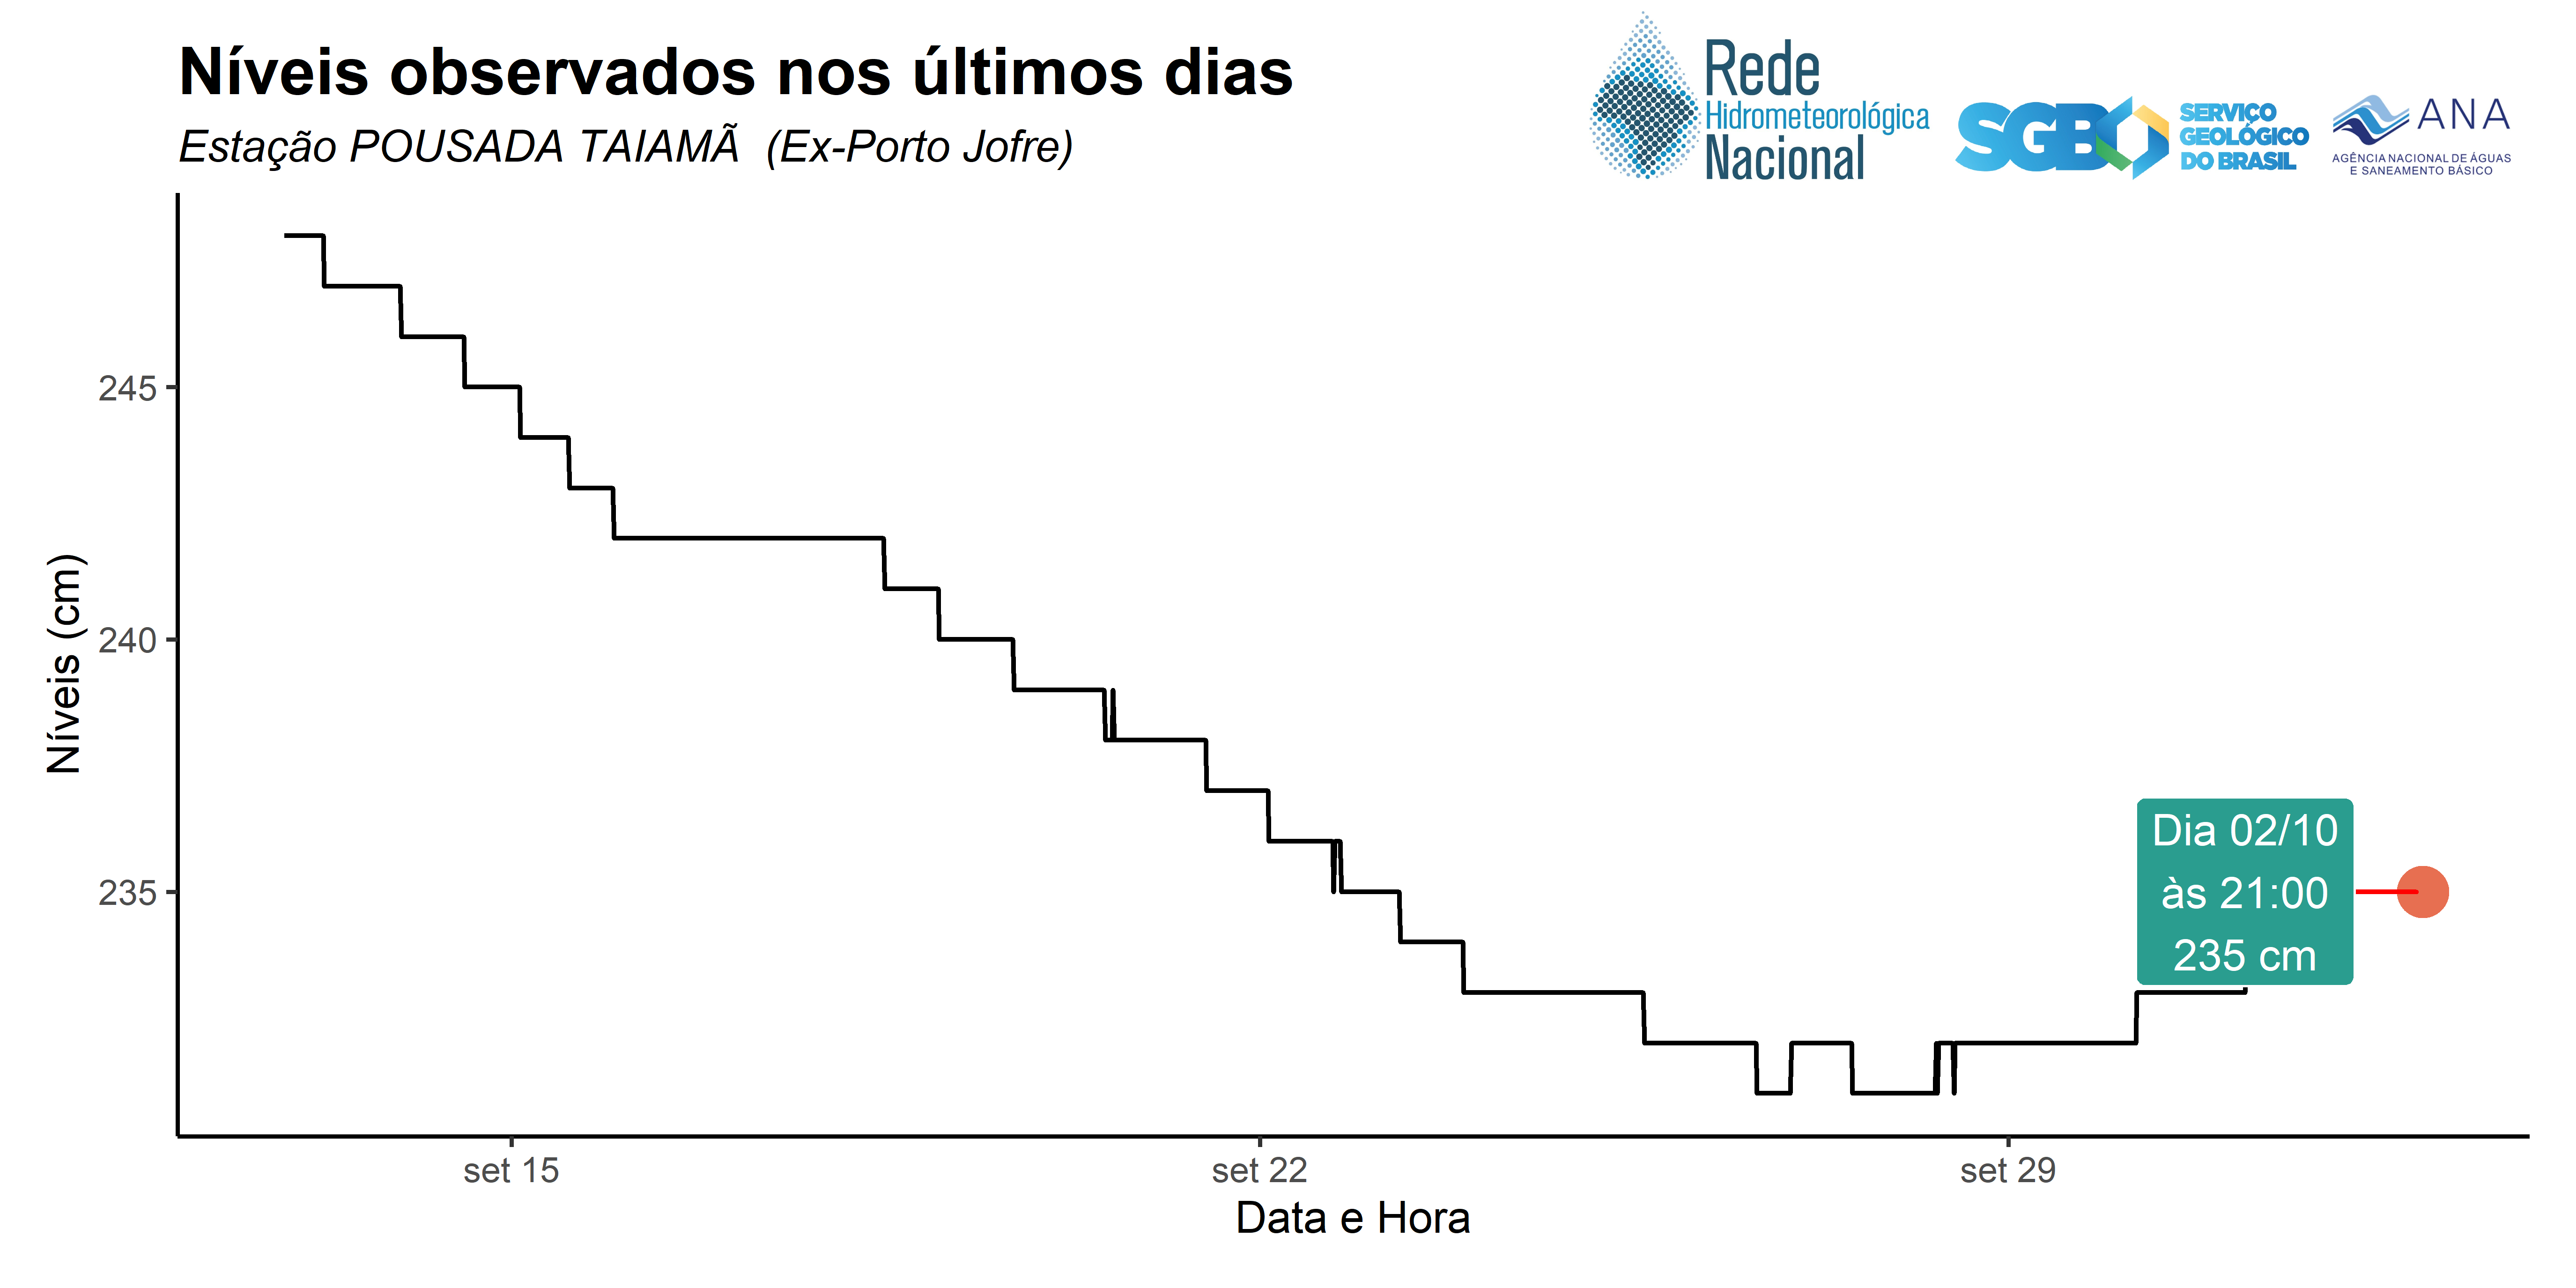 Níveis observados nos últimos dias
Estação POUSADA TAIAMÃ  (Ex-Porto Jofre)
Rede
Hidrometeorológica
Nacional
SGB
SERVIÇO
GEOLÓGICO
DO BRASIL
ANA
AGÊNCIA NACIONAL DE ÁGUAS
E SANEAMENTO BÁSICO
Níveis (cm)
245
240
235
Dia 02/10
às 21:00
235 cm
set 15
set 22
set 29
Data e Hora